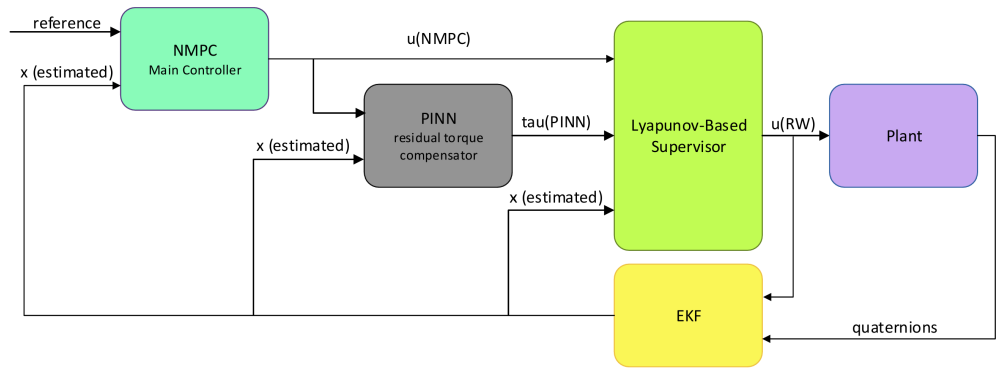 reference
NMPC
Main Controller
x (estimated)
u(NMPC)
PINN
residual torque
compensator
x (estimated)
tau(PINN)
x (estimated)
Lyapunov-Based
Supervisor
u(RW)
Plant
EKF
quaternions